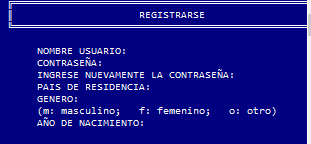 REGISTRARSE
NOMBRE USUARIO:
CONTRASEÑA:
INGRESE NUEVAMENTE LA CONTRASEÑA:
PAIS DE RESIDENCIA:
GENERO:
(m: masculino;   f: femenino;   o: otro)
AÑO DE NACIMIENTO: